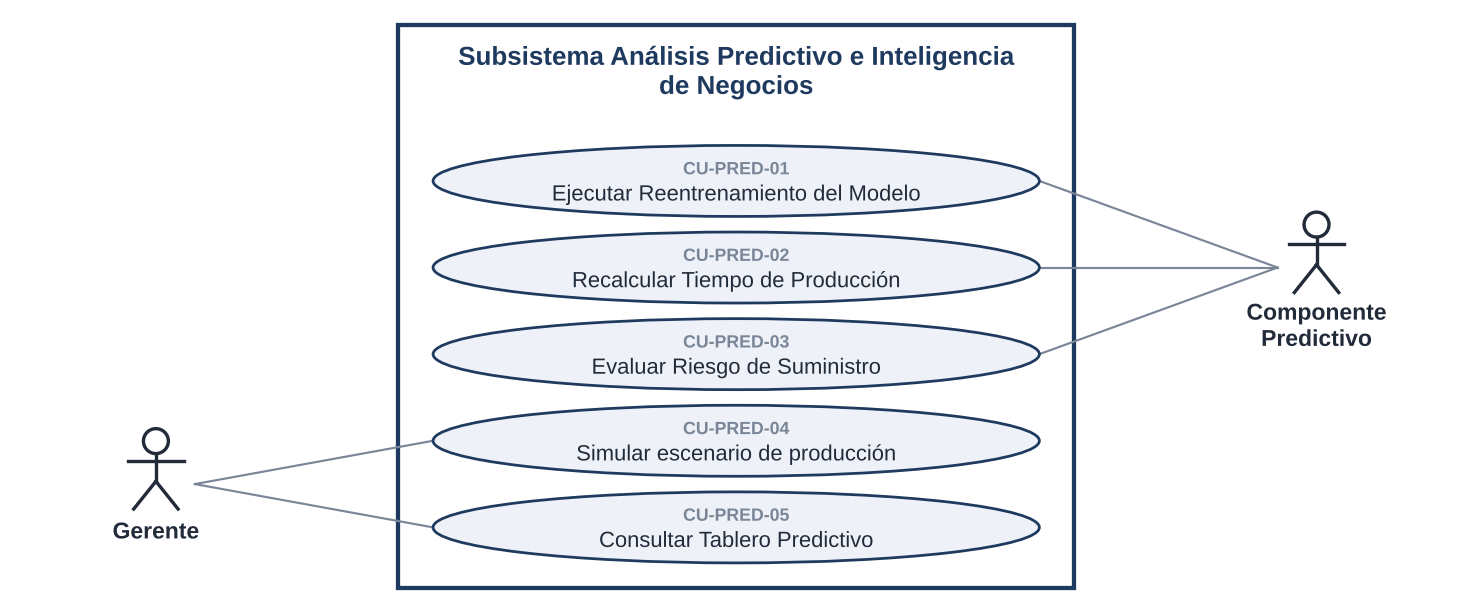 Subsistema Análisis Predictivo e Inteligencia
de Negocios
CU-PRED-01
Ejecutar Reentrenamiento del Modelo
CU-PRED-02
Recalcular Tiempo de Producción
CU-PRED-03
Evaluar Riesgo de Suministro
CU-PRED-04
Simular escenario de producción
CU-PRED-05
Consultar Tablero Predictivo
Componente
Predictivo
Gerente